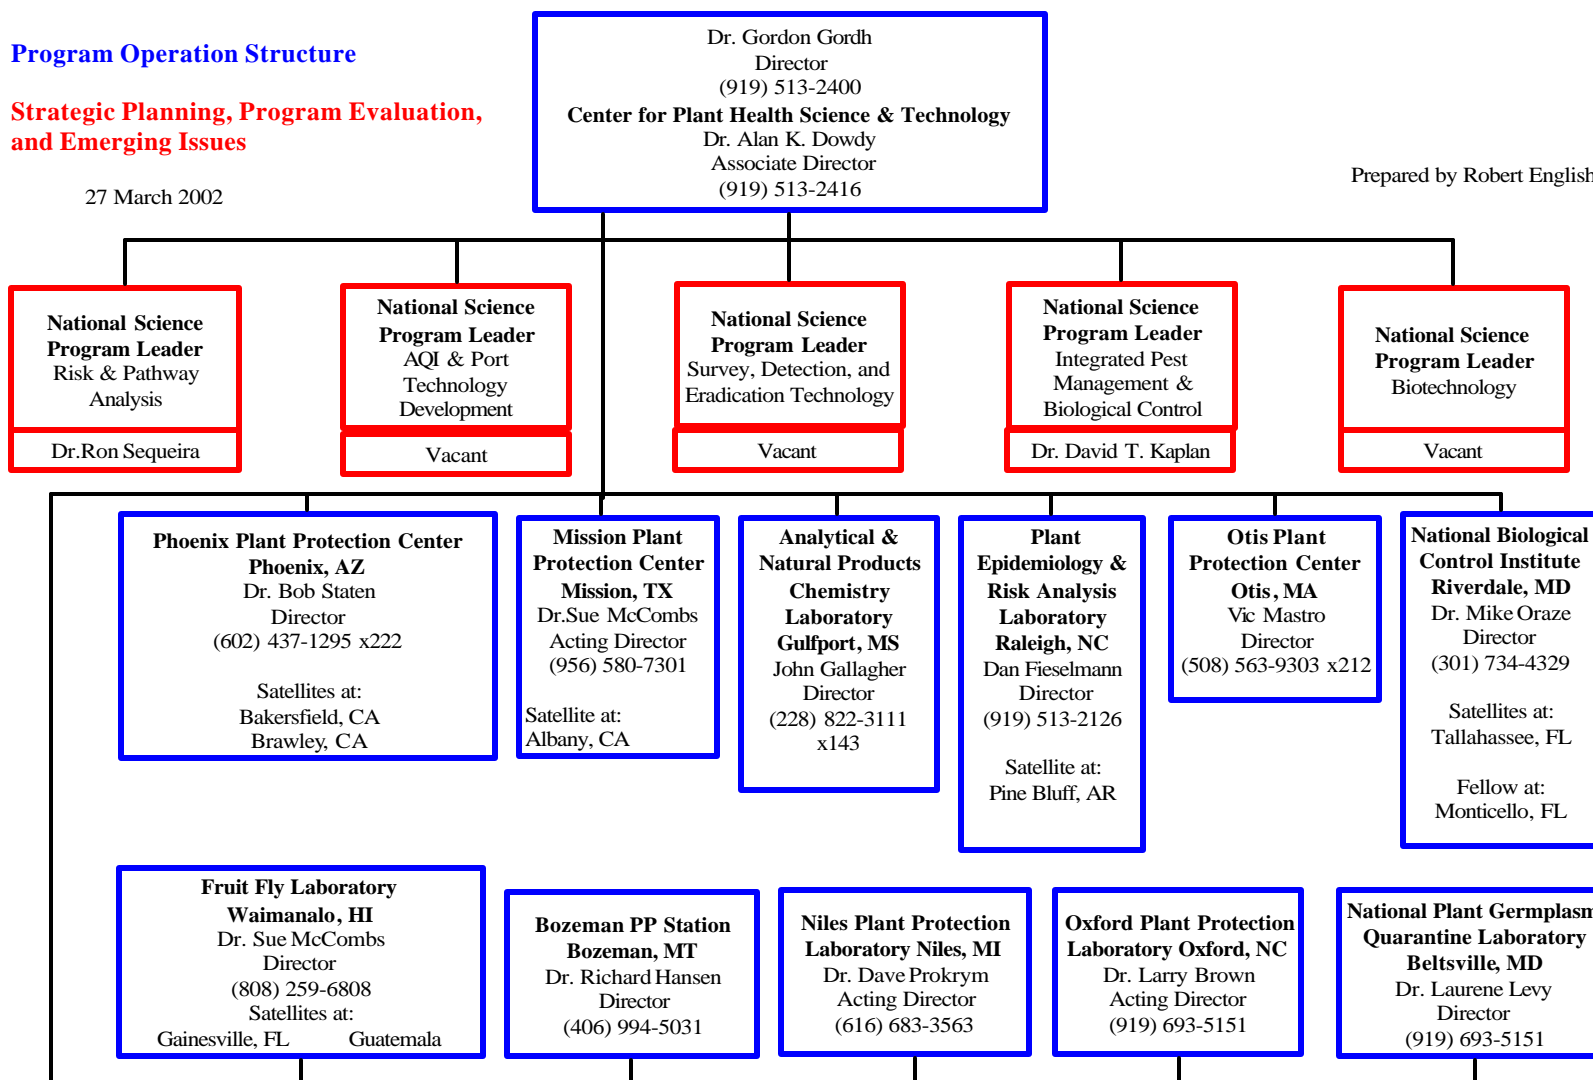 Program Operation Structure
Strategic Planning, Program Evaluation,
and Emerging Issues
27 March 2002
Dr. Gordon Gordh
Director
(919) 513-2400
Center for Plant Health Science & Technology
Dr. Alan K. Dowdy
Associate Director
(919) 513-2416
Prepared by Robert English
National Science
Program Leader
Risk & Pathway
Analysis
Dr.Ron Sequeira
National Science
Program Leader
AQI & Port
Technology
Development
Vacant
National Science
Program Leader
Survey, Detection, and
Eradication Technology
Vacant
National Science
Program Leader
Integrated Pest
Management &
Biological Control
Dr. David T. Kaplan
National Science
Program Leader
Biotechnology
Vacant
Phoenix Plant Protection Center
Phoenix, AZ
Dr. Bob Staten
Director
(602) 437-1295 x222
Satellites at:
Bakersfield, CA
Brawley, CA
Mission Plant
Protection Center
Mission, TX
Dr.Sue McCombs
Acting Director
(956) 580-7301
Satellite at:
Albany, CA
Analytical &
Natural Products
Chemistry
Laboratory
Gulfport, MS
John Gallagher
Director
(228) 822-3111
x143
Plant
Epidemiology &
Risk Analysis
Laboratory
Raleigh, NC
Dan Fieselmann
Director
(919) 513-2126
Satellite at:
Pine Bluff, AR
Otis Plant
Protection Center
Otis, MA
Vic Mastro
Director
(508) 563-9303 x212
National Biological
Control Institute
Riverdale, MD
Dr. Mike Oraze
Director
(301) 734-4329
Satellites at:
Tallahassee, FL
Fellow at:
Monticello, FL
Fruit Fly Laboratory
Waimanalo, HI
Dr. Sue McCombs
Director
(808) 259-6808
Satellites at:
Gainesville, FL Guatemala
Bozeman PP Station
Bozeman, MT
Dr. Richard Hansen
Director
(406) 994-5031
Niles Plant Protection
Laboratory Niles, MI
Dr. Dave Prokrym
Acting Director
(616) 683-3563
Oxford Plant Protection
Laboratory Oxford, NC
Dr. Larry Brown
Acting Director
(919) 693-5151
National Plant Germplasm
Quarantine Laboratory
Beltsville, MD
Dr. Laurene Levy
Director
(919) 693-5151